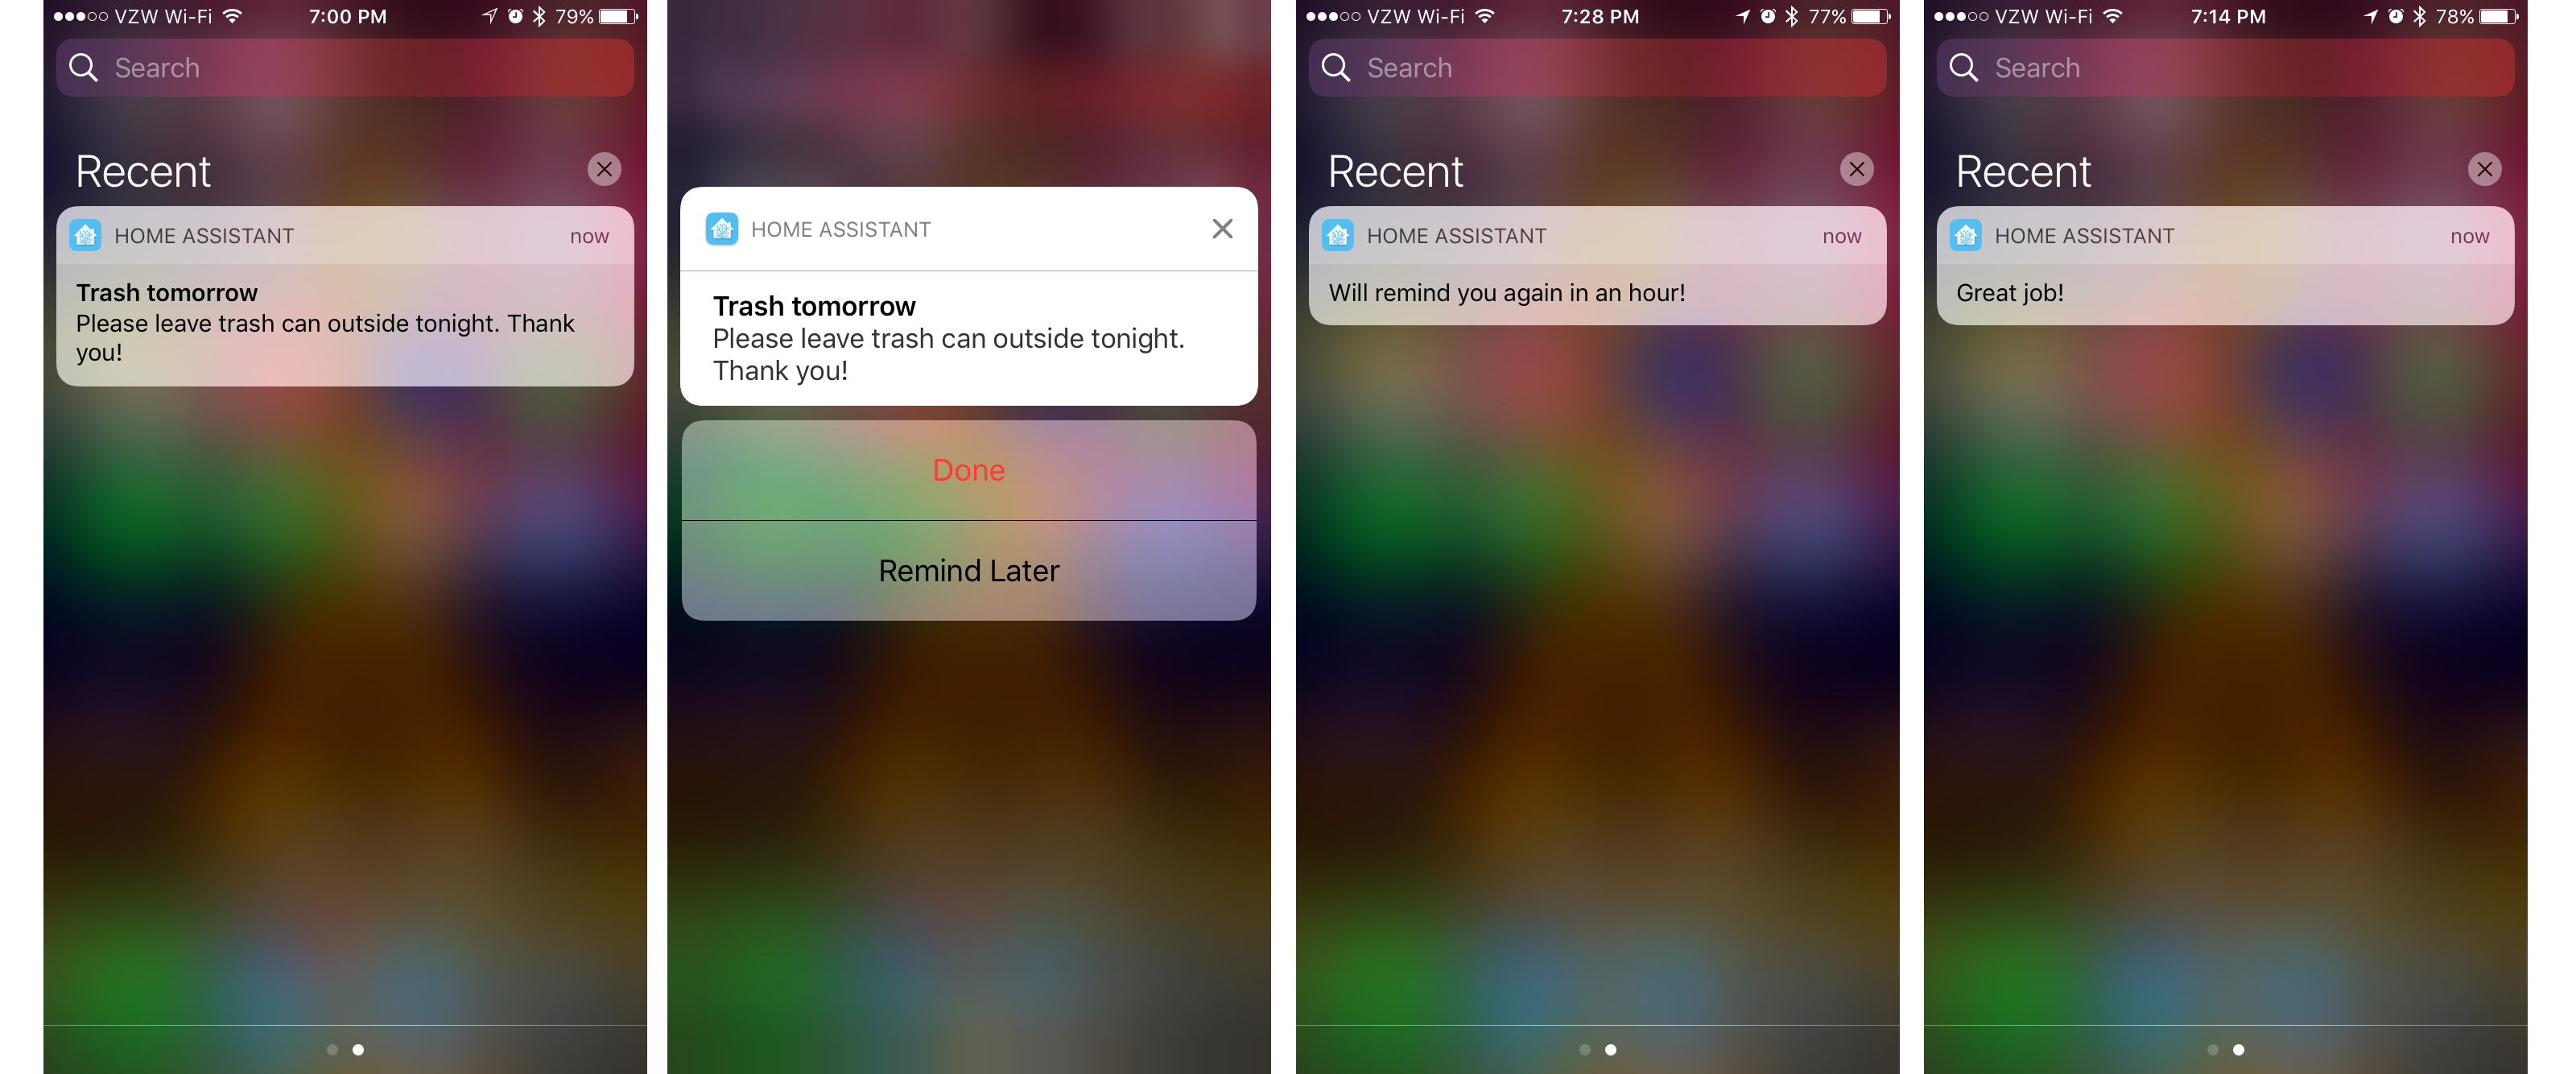 VZW Wi-Fi 7:00 PM 79%
Search
Recent
HOME ASSISTANT now
Trash tomorrow
Please leave trash can outside tonight. Thank
you!
HOME ASSISTANT
Trash tomorrow
Please leave trash can outside tonight.
Thank you!
Done
Remind Later
VZW Wi-Fi 7:28 PM 77%
Search
Recent
HOME ASSISTANT now
Will remind you again in an hour!
VZW Wi-Fi 7:14 PM 78%
Search
Recent
HOME ASSISTANT now
Great job!